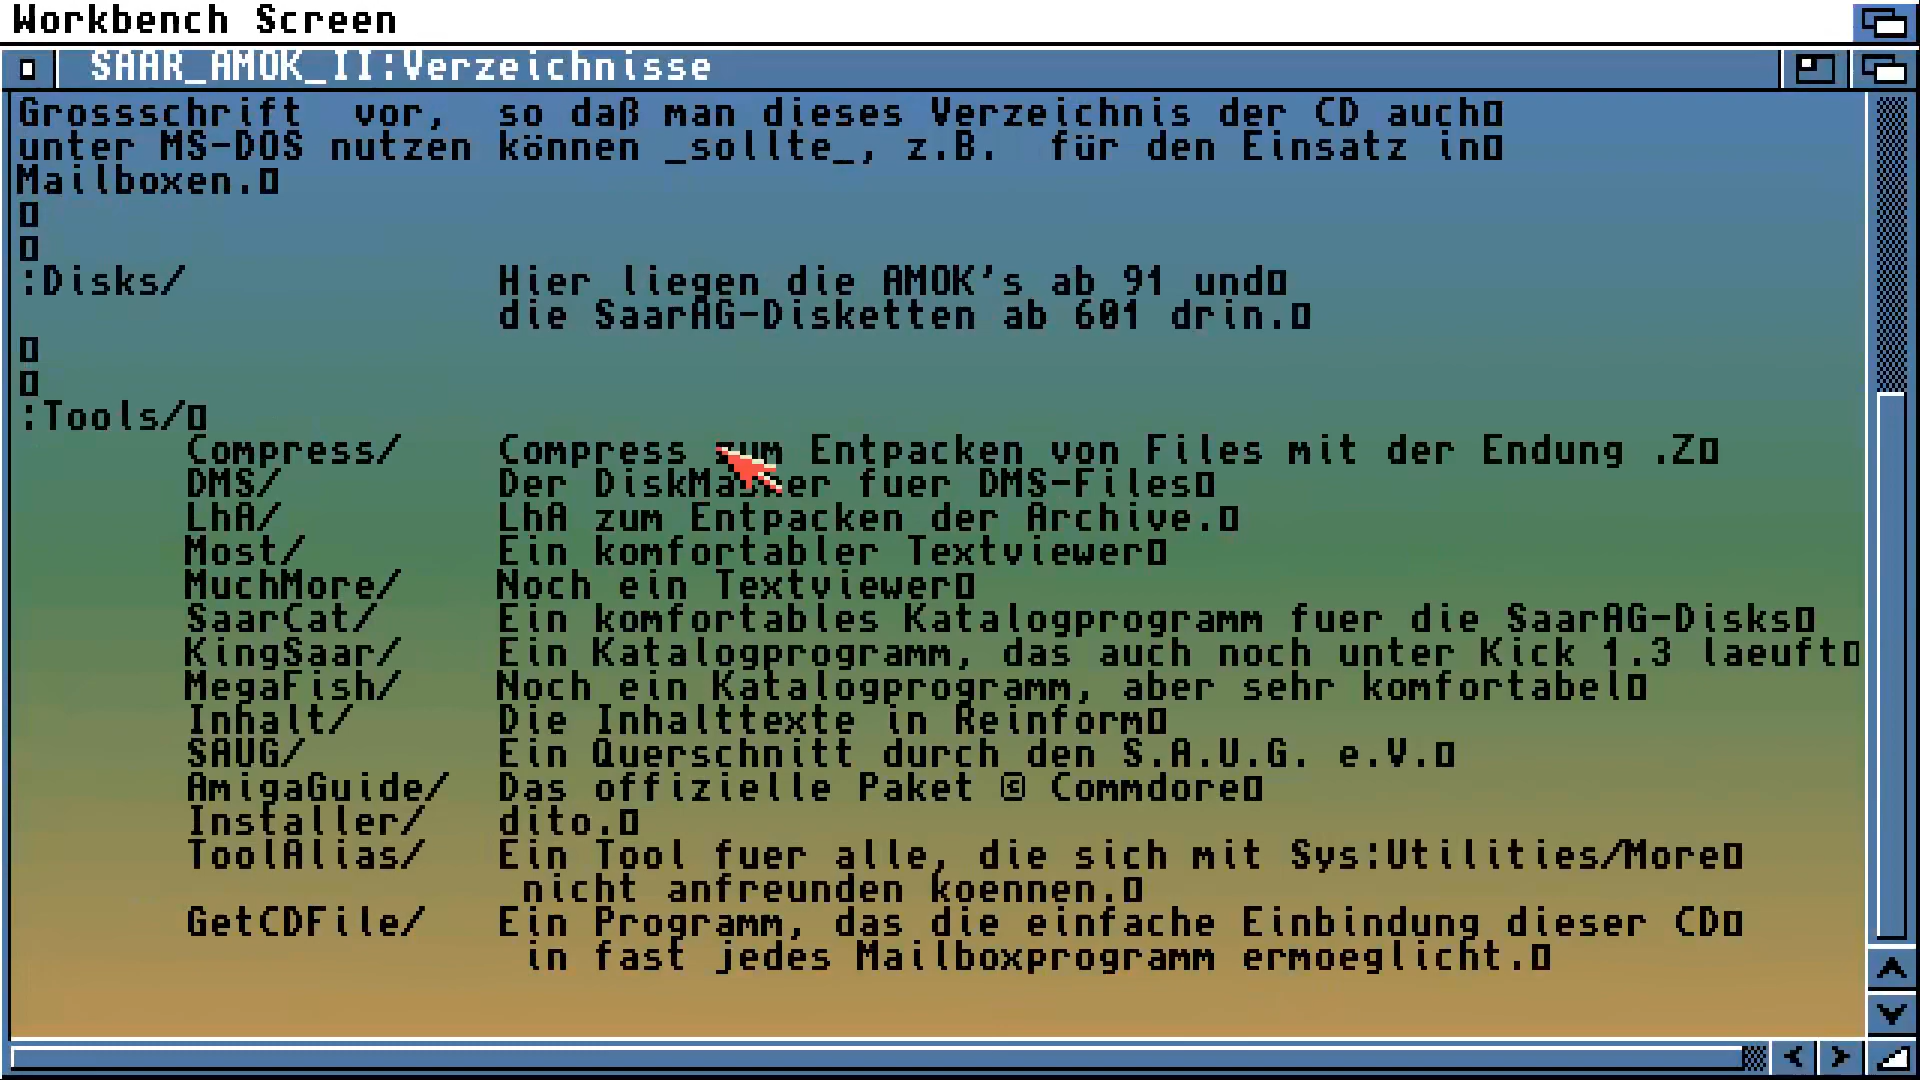 Workbench Screen
SAAR_AMOK_II:Verzeichnisse
Grossschrift vor, so daß man dieses Verzeichnis der CD auch
unter MS-DOS nutzen können _sollte_, z.B. für den Einsatz in
Mailboxen.
:Disks/ Hier liegen die AMOK's ab 91 und
die SaarAG-Disketten ab 601 drin.
:Tools/
Compress/ Compress zum Entpacken von Files mit der Endung .Z
DMS/ Der DiskMasher fuer DMS-Files
LhA/ LhA zum Entpacken der Archive.
Most/ Ein komfortabler Textviewer
MuchMore/ Noch ein Textviewer
SaarCat/ Ein komfortables Katalogprogramm fuer die SaarAG-Disks
KingSaar/ Ein Katalogprogramm, das auch noch unter Kick 1.3 laeuft
MegaFish/ Noch ein Katalogprogramm, aber sehr komfortabel
Inhalt/ Die Inhalttexte in Reinform
SAUG/ Ein Querschnitt durch den S.A.U.G. e.V.
AmigaGuide/ Das offizielle Paket © Commdore
Installer/ dito.
ToolAlias/ Ein Tool fuer alle, die sich mit Sys:Utilities/More
nicht anfreunden koennen.
GetCDFile/ Ein Programm, das die einfache Einbindung dieser CD
in fast jedes Mailboxprogramm ermoeglicht.